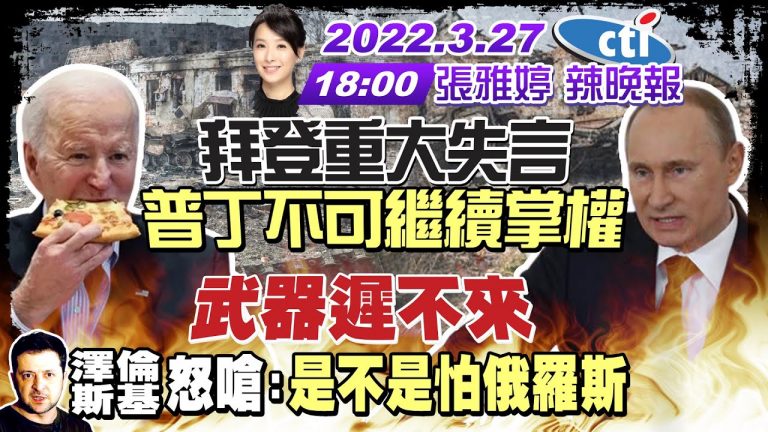 2022.3.27 cti
18:00 張雅婷 辣晚報
拜登重大失言
普丁不可繼續掌權
武器遲不來
澤倫斯基怒嗆:是不是怕俄羅斯